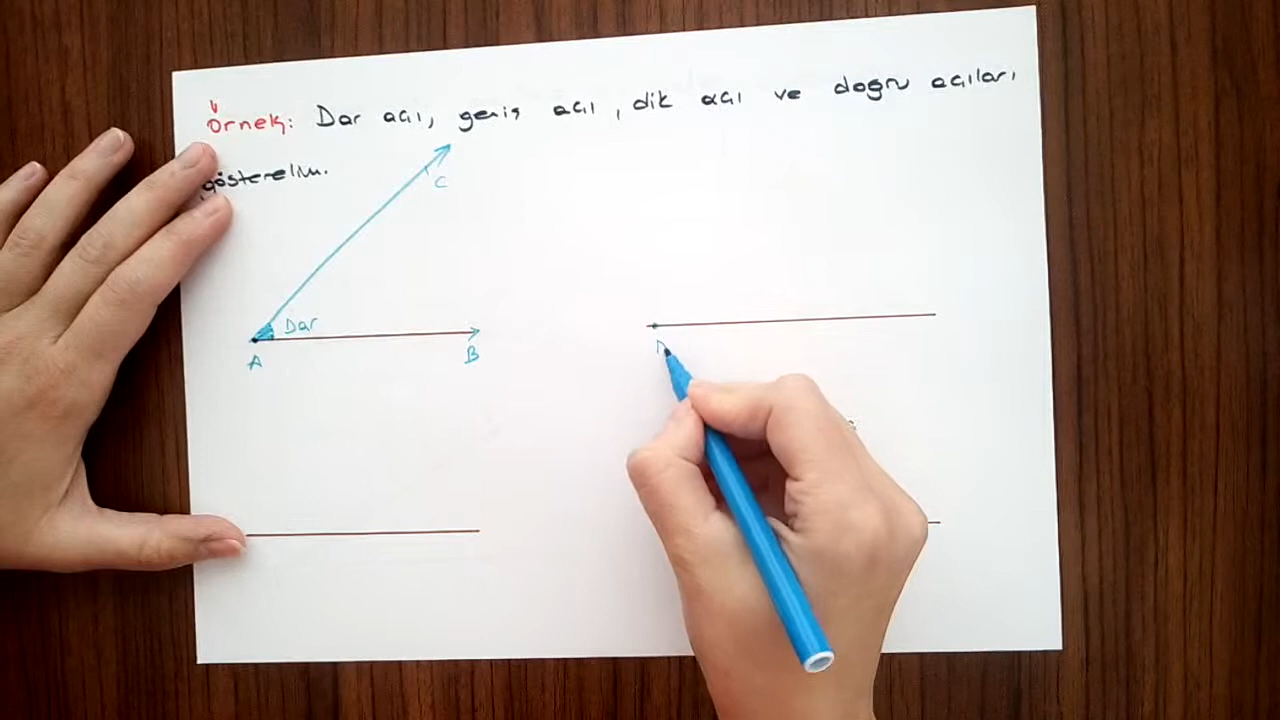 Örnek: Dar açı, geniş açı, dik açı ve doğru açıları
gösterelim.
C
Dar
A
B